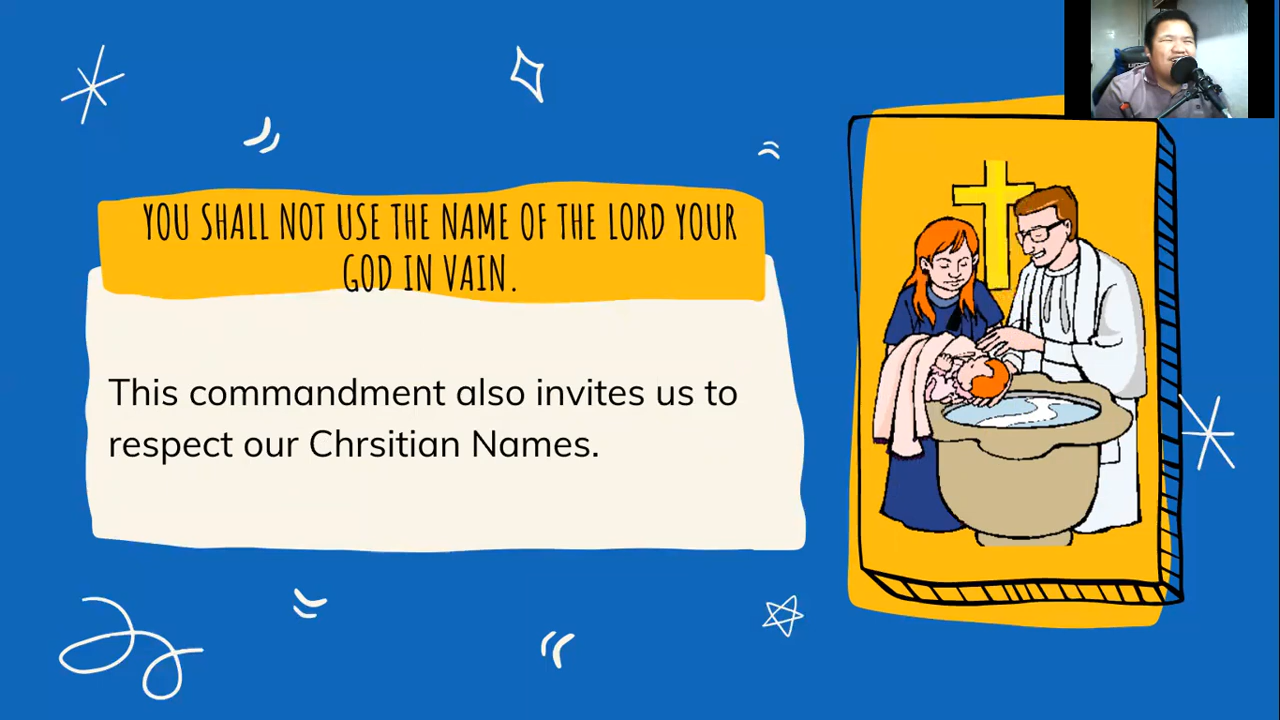 YOU SHALL NOT USE THE NAME OF THE LORD YOUR
GOD IN VAIN.
This commandment also invites us to
respect our Chrsitian Names.